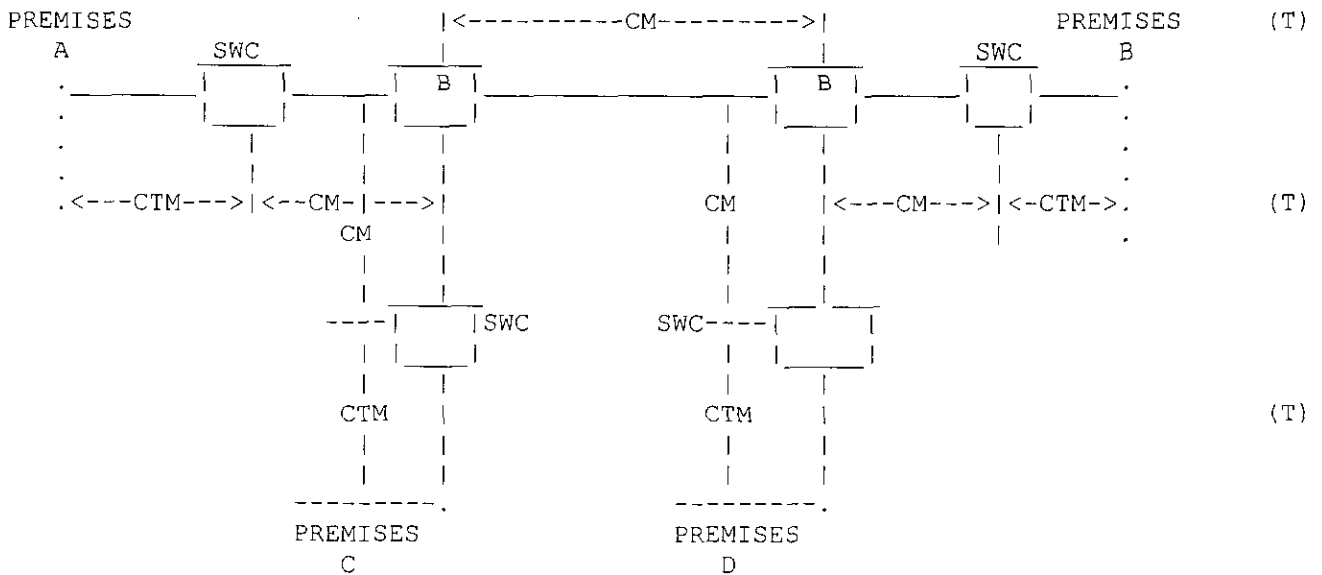 PREMISES |<----------CM---------->| PREMISES (T)
A SWC SWC B
B B
.<---CTM--->|<--CM-|---->| CM |<---CM--->|<-CTM->. (T)
CM
SWC SWC
CTM CTM (T)
PREMISES PREMISES
C D